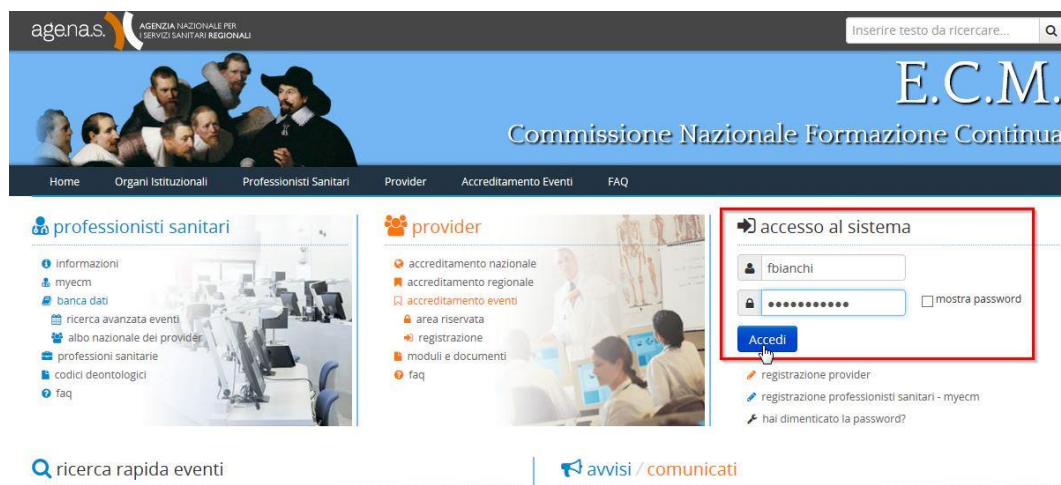 agenas.
AGENZIA NAZIONALE PER
I SERVIZI SANITARI REGIONALI
Inserire testo da ricercare...
E.C.M.
Commissione Nazionale Formazione Continua
Home Organi Istituzionali Professionisti Sanitari Provider Accreditamento Eventi FAQ
professionisti sanitari
informazioni
myecm
banca dati
ricerca avanzata eventi
albo nazionale dei provider
professioni sanitarie
codici deontologici
faq
provider
accreditamento nazionale
accreditamento regionale
accreditamento eventi
area riservata
registrazione
moduli e documenti
faq
accesso al sistema
fbianchi
mostra password
Accedi
registrazione provider
registrazione professionisti sanitari - myecm
hai dimenticato la password?
ricerca rapida eventi
avvisi / comunicati